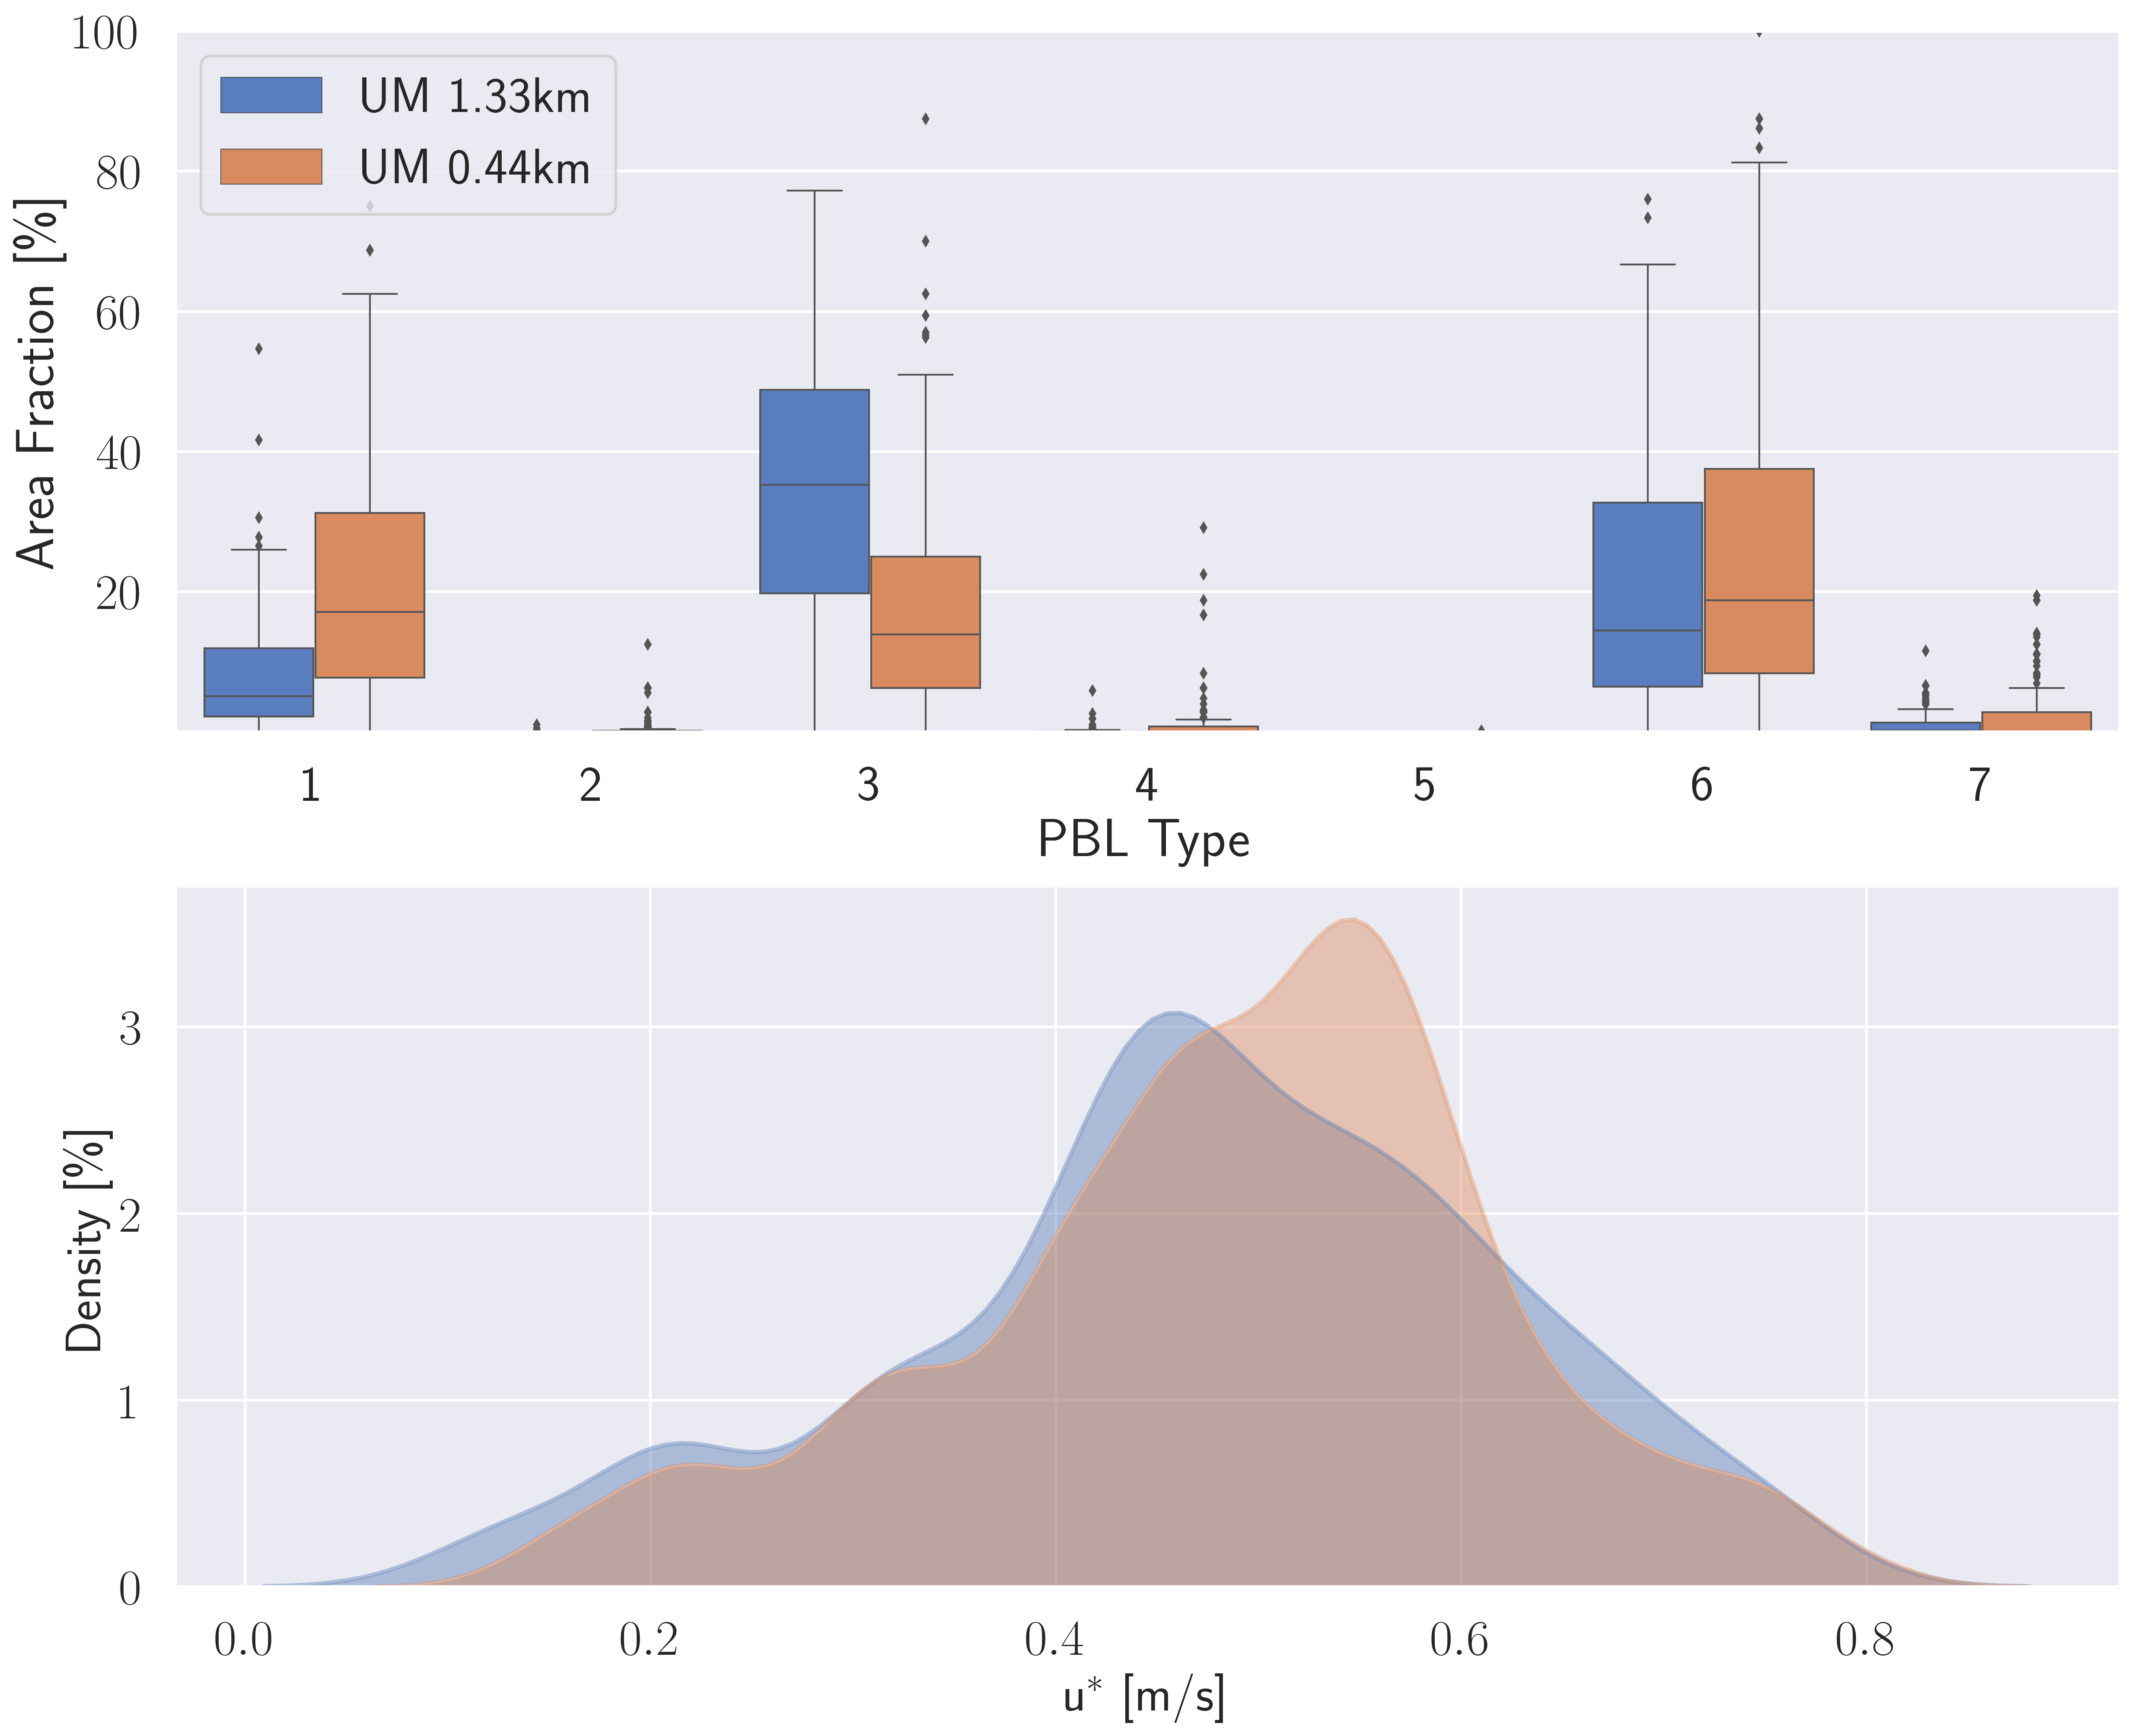 100
80
60
40
20
Area Fraction [%]
UM 1.33km
UM 0.44km
1 2 3 4 5 6 7
PBL Type
3
2
1
0
Density [%]
0.0 0.2 0.4 0.6 0.8
u* [m/s]